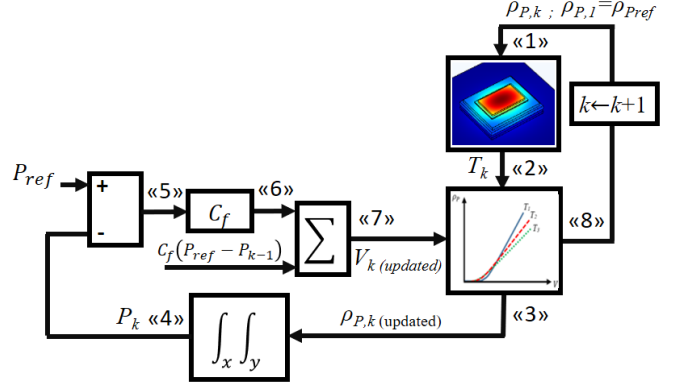 ρP,k ; ρP,1=ρPref
«1»
k←k+1
Tk «2»
Pref
+
-
«5»
Cf
«6»
∑
«7»
Vk (updated)
Cf(Pref − Pk−1)
ρP
T1
T2
T3
V
«8»
«3»
ρP,k (updated)
Pk «4»
∫x ∫y